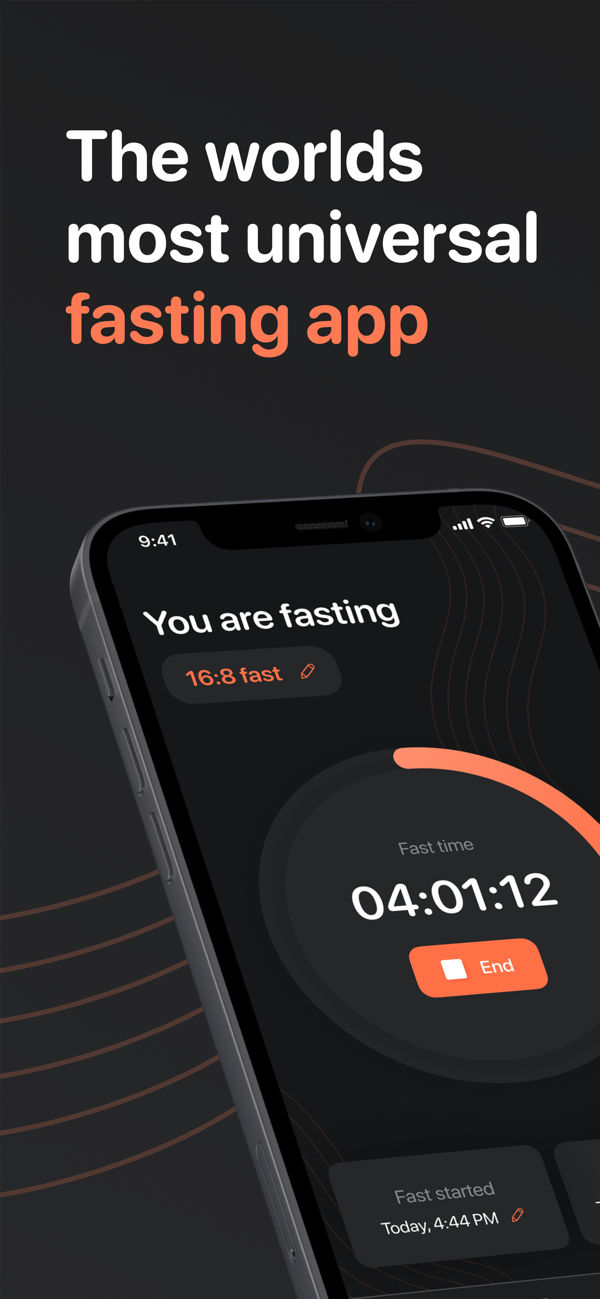 The worlds
most universal
fasting app
9:41
You are fasting
16:8 fast
Fast time
04:01:12
End
Fast started
Today, 4:44 PM